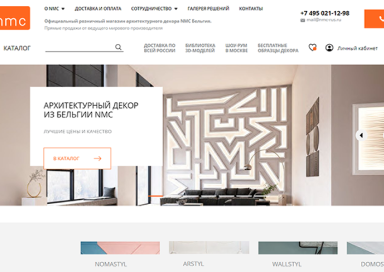 nmc
О NMC ДОСТАВКА И ОПЛАТА СОТРУДНИЧЕСТВО ГАЛЕРЕЯ РЕШЕНИЙ КОНТАКТЫ
Официальный розничный магазин архитектурного декора NMC Бельгия.
Прямые продажи от ведущего мирового производителя
+7 495 021-12-98
mail@nmc-rus.ru
КАТАЛОГ
ДОСТАВКА ПО ВСЕЙ РОССИИ
БИБЛИОТЕКА 3D-МОДЕЛЕЙ
ШОУ-РУМ В МОСКВЕ
БЕСПЛАТНЫЕ ОБРАЗЦЫ ДЕКОРА
Личный кабинет
АРХИТЕКТУРНЫЙ ДЕКОР
ИЗ БЕЛЬГИИ NMC
ЛУЧШИЕ ЦЕНЫ И КАЧЕСТВО
В КАТАЛОГ
NOMASTYL ARSTYL WALLSTYL DOMOS